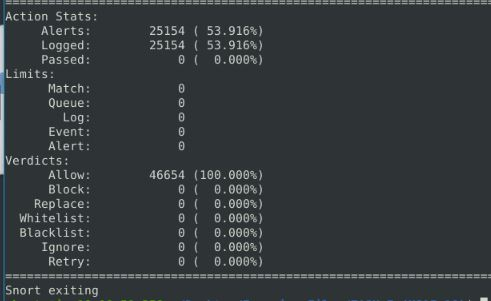 Action Stats:
Alerts: 25154 ( 53.916%)
Logged: 25154 ( 53.916%)
Passed: 0 ( 0.000%)
Limits:
Match: 0
Queue: 0
Log: 0
Event: 0
Alert: 0
Verdicts:
Allow: 46654 (100.000%)
Block: 0 ( 0.000%)
Replace: 0 ( 0.000%)
Whitelist: 0 ( 0.000%)
Blacklist: 0 ( 0.000%)
Ignore: 0 ( 0.000%)
Retry: 0 ( 0.000%)
Snort exiting